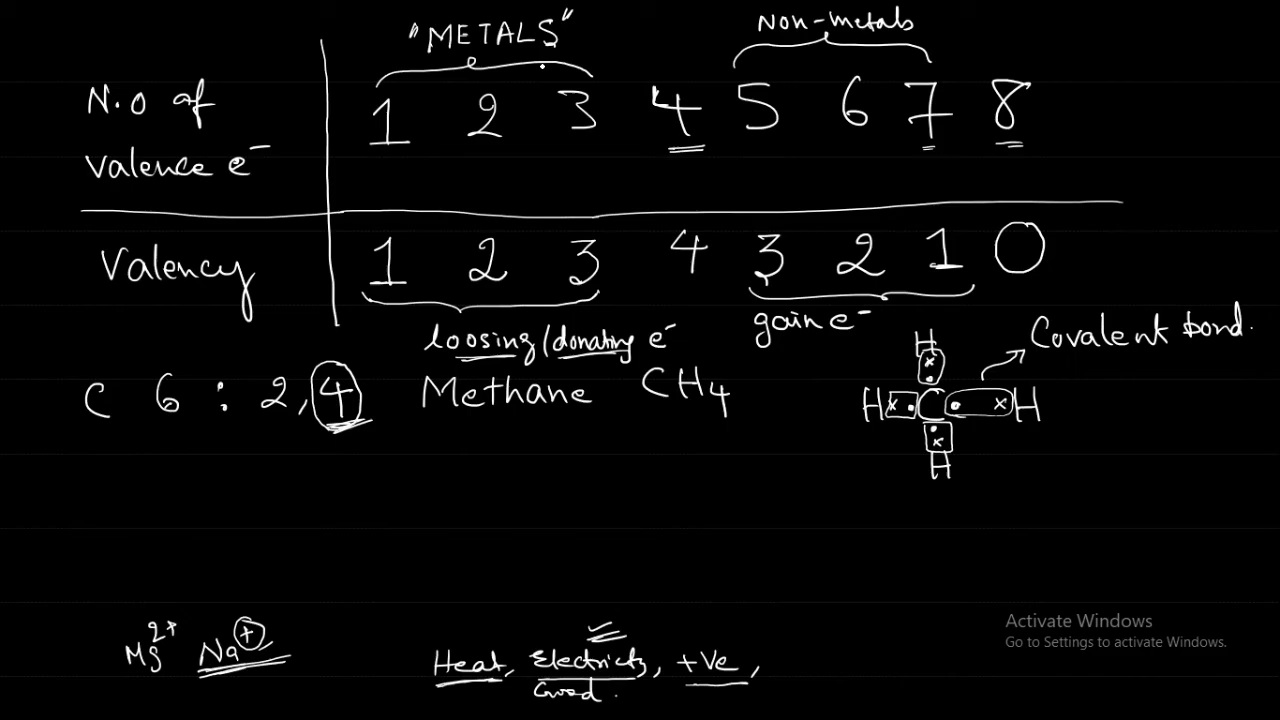 "METALS" Non-metals
N.O of valence e⁻ 1 2 3 4 5 6 7 8
Valency 1 2 3 4 3 2 1 0
loosing/donating e⁻ gain e⁻
Covalent bond.
C 6 : 2,4 Methane CH4
H
H x • C • x H
H
Mg2+ Na+
Heat, Electricity, +Ve,
Good.
Activate Windows
Go to Settings to activate Windows.